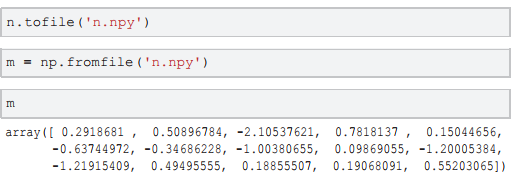 n.tofile('n.npy')
m = np.fromfile('n.npy')
m
array([ 0.2918681 ,  0.50896784, -2.10537621,  0.7818137 ,  0.15044656,
       -0.63744972, -0.34686228, -1.00380655,  0.09869055, -1.20005384,
       -1.21915409,  0.49495555,  0.18855507,  0.19068091,  0.55203065])